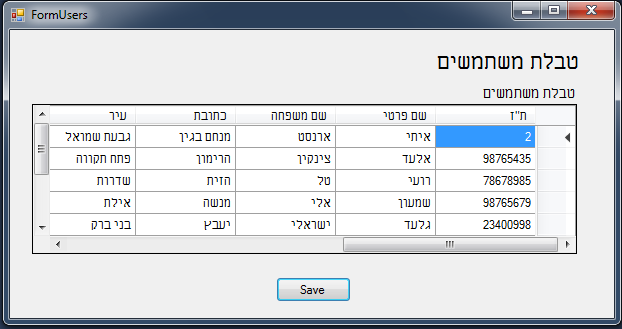 FormUsers
טבלת משתמשים
טבלת משתמשים
ת"ז שם פרטי שם משפחה כתובת עיר
2 איתי ארנסט מנחם בגין גבעת שמואל
98765435 אלעד צינקין הרימון פתח תקווה
78678985 רועי טל הזית שדרות
98765679 שמעון אלי מנשה אילת
23400998 גלעד ישראלי יעבץ בני ברק
Save